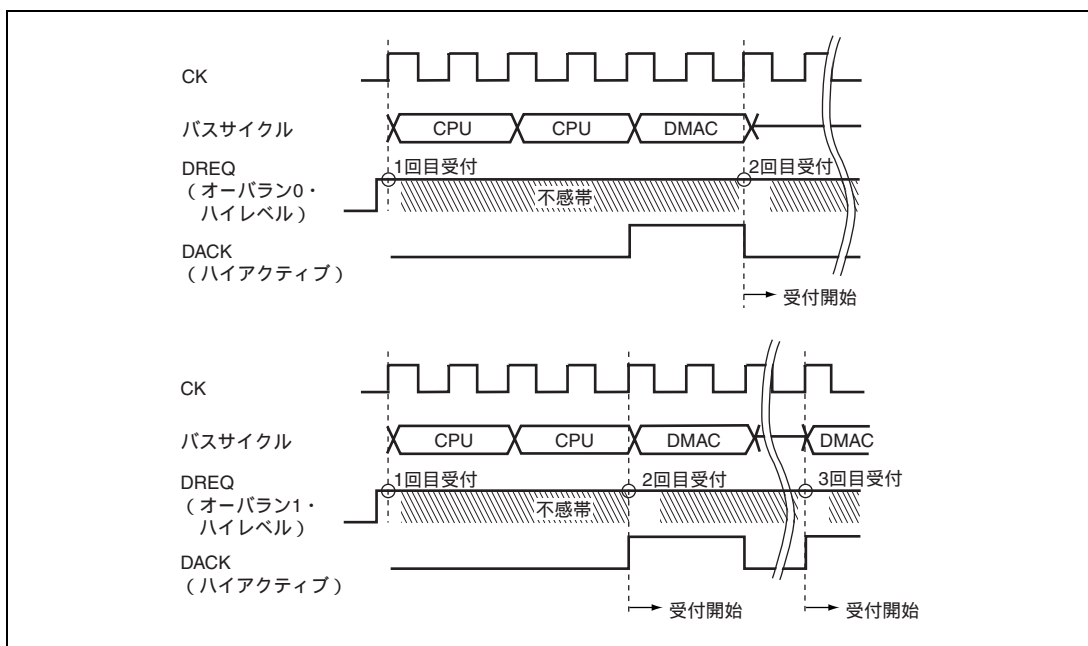 CK
バスサイクル
CPU
CPU
DMAC
DREQ
(オーバラン0・
ハイレベル)
1回目受付
2回目受付
不感帯
DACK
(ハイアクティブ)
受付開始
CK
バスサイクル
CPU
CPU
DMAC
DMAC
DREQ
(オーバラン1・
ハイレベル)
1回目受付
2回目受付
3回目受付
不感帯
DACK
(ハイアクティブ)
受付開始
受付開始